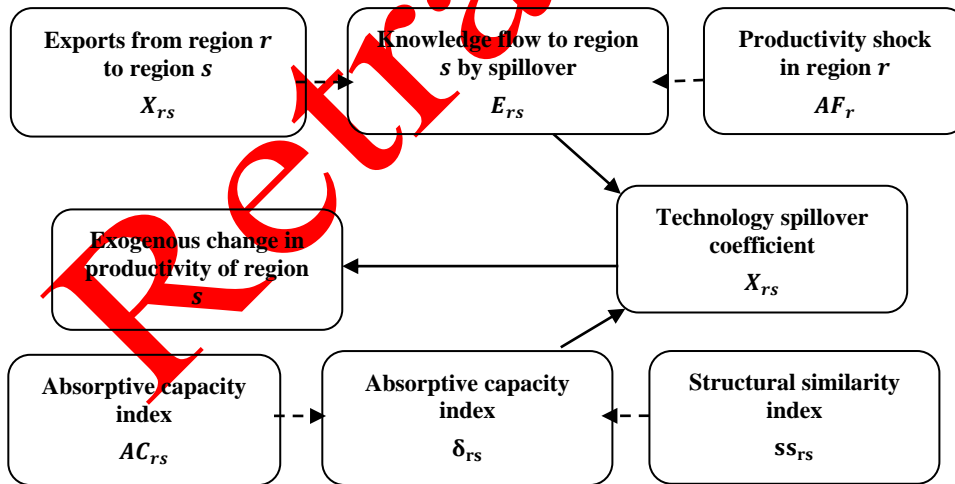 Exports from region r
to region s
X_rs
Knowledge flow to region
s by spillover
E_rs
Productivity shock
in region r
AF_r
Exogenous change in
productivity of region
s
Technology spillover
coefficient
X_rs
Absorptive capacity
index
AC_rs
Absorptive capacity
index
δ_rs
Structural similarity
index
ss_rs
Retra